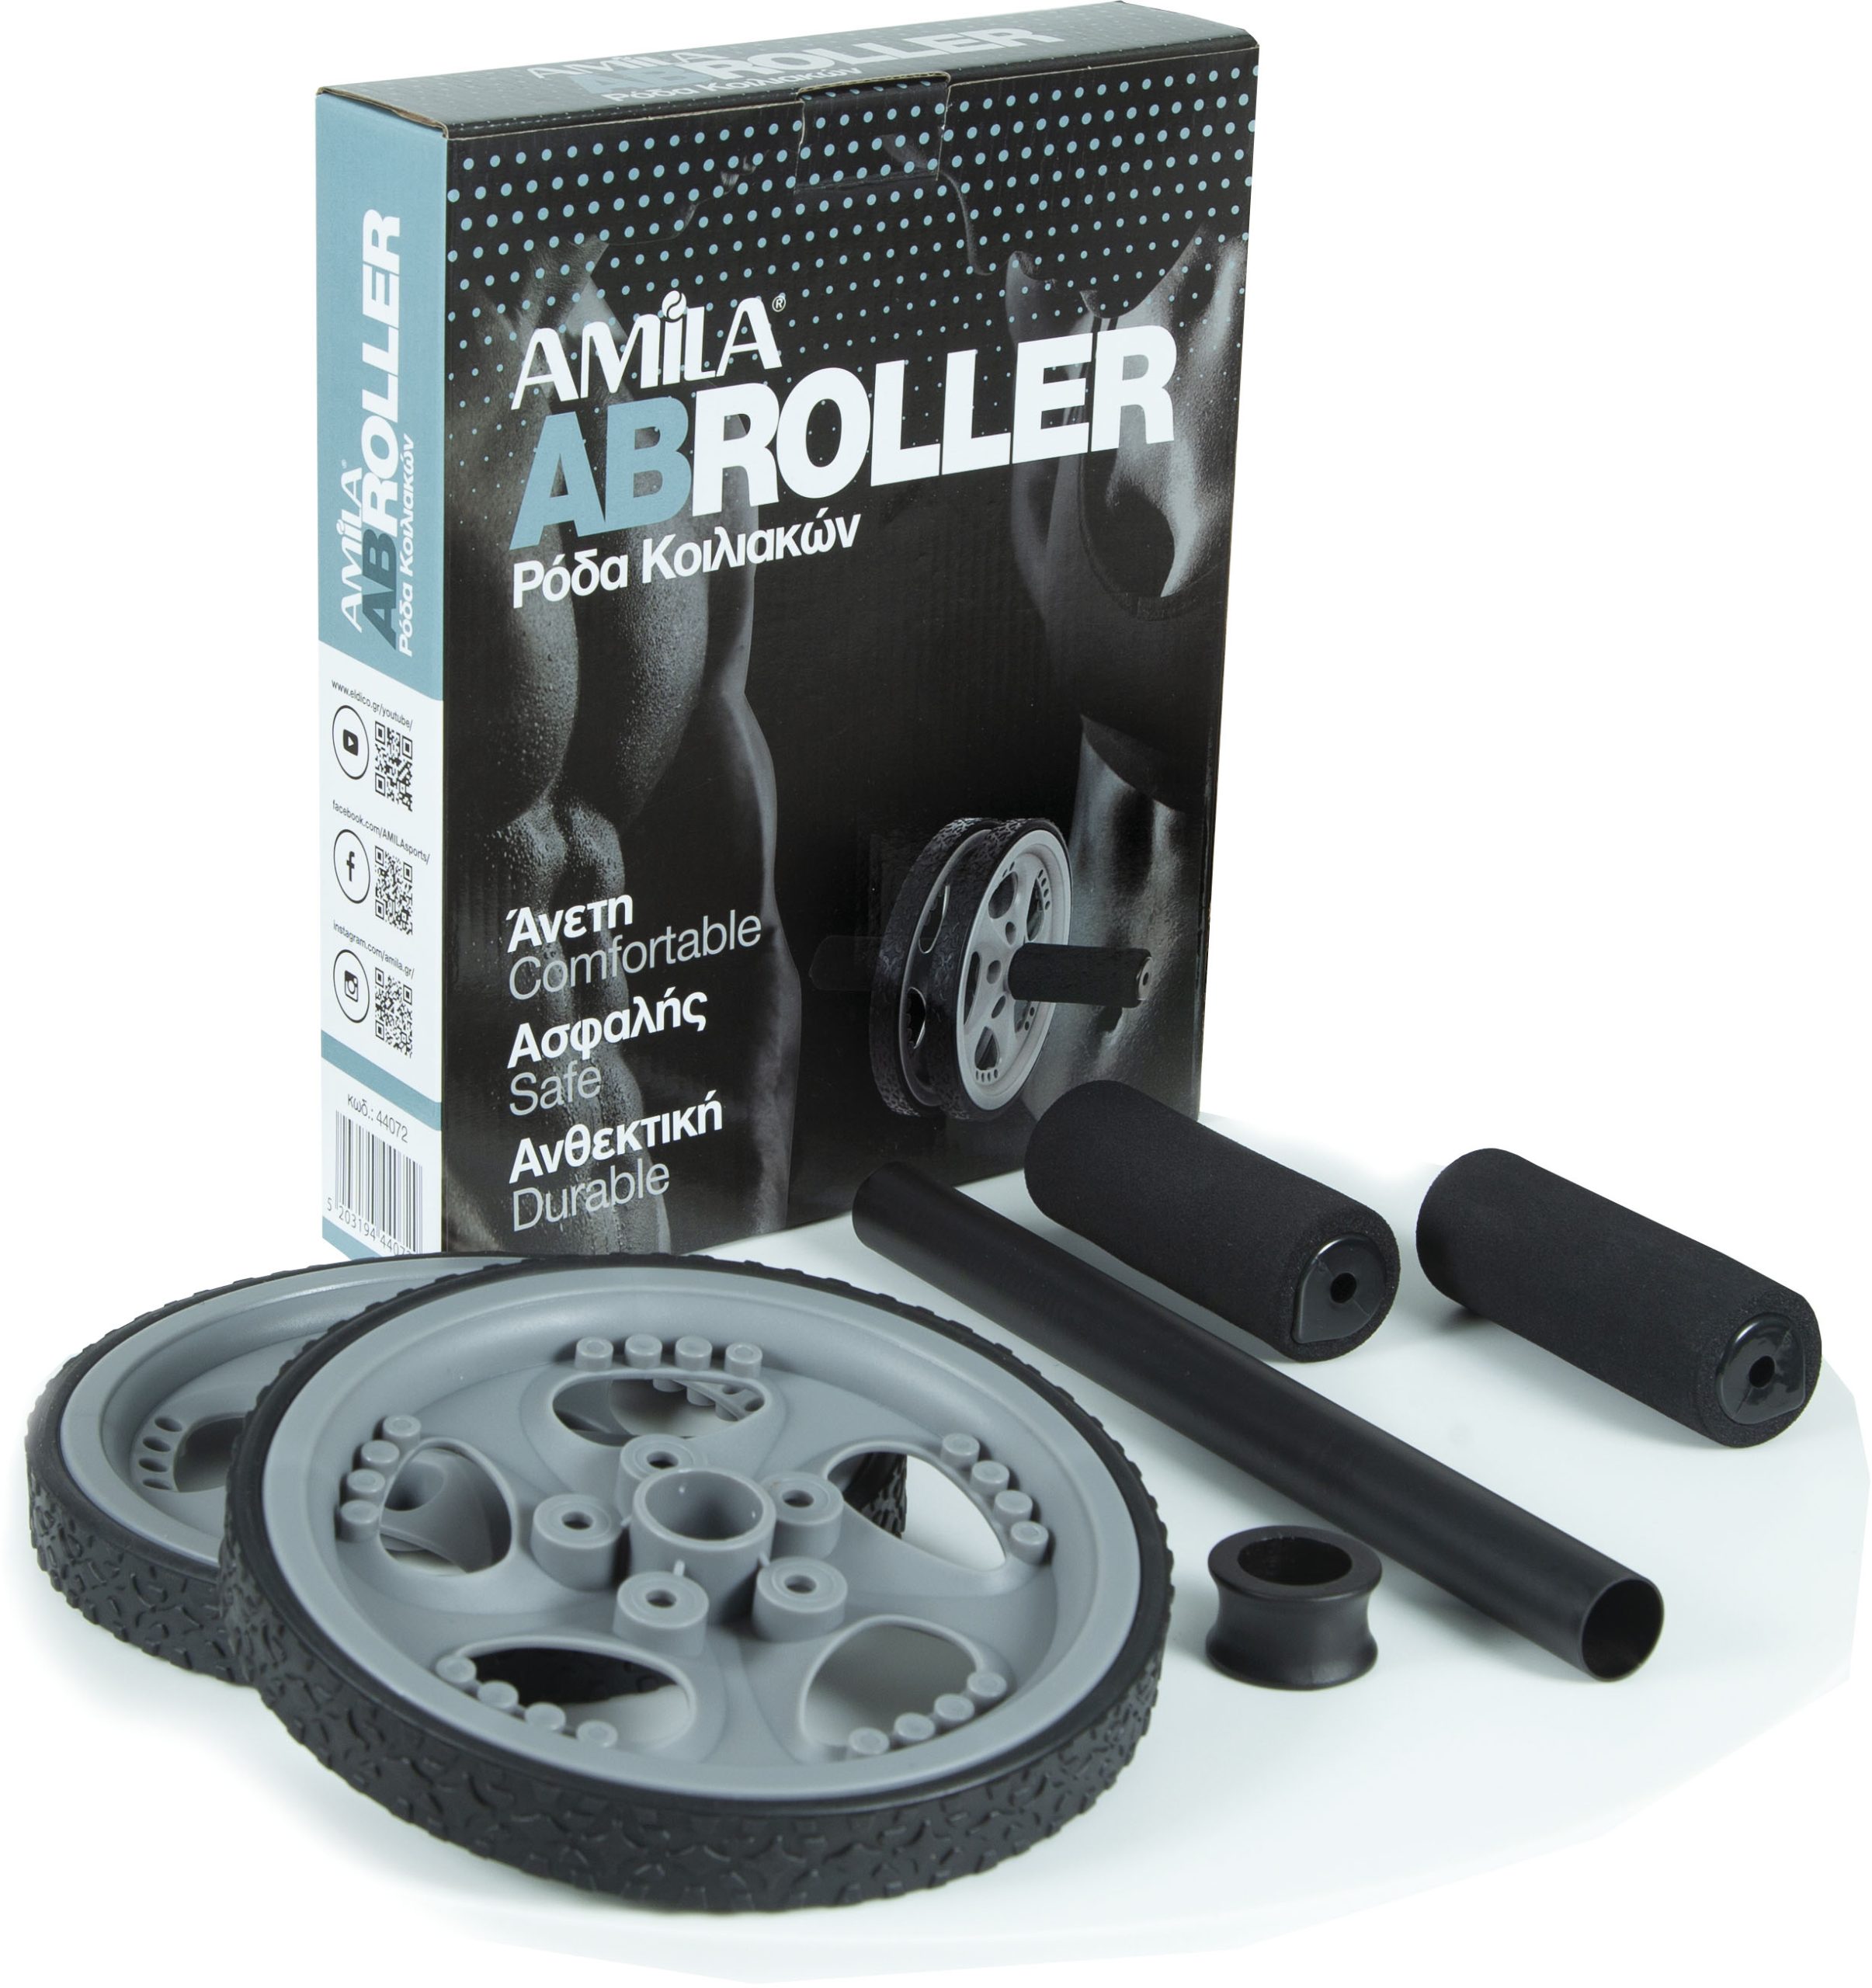 AMILA
ABROLLER
Ρόδα Κοιλιακών
AMILA®
ABROLLER
Ρόδα Κοιλιακών
Άνετη
Comfortable
Ασφαλής
Safe
Ανθεκτική
Durable
AMILA®
ABROLLER
Ρόδα Κοιλιακών
www.eldico.gr/youtube/
facebook.com/AMILAsports/
instagram.com/amila.gr/
κωδ.: 44072
5 203194 4407